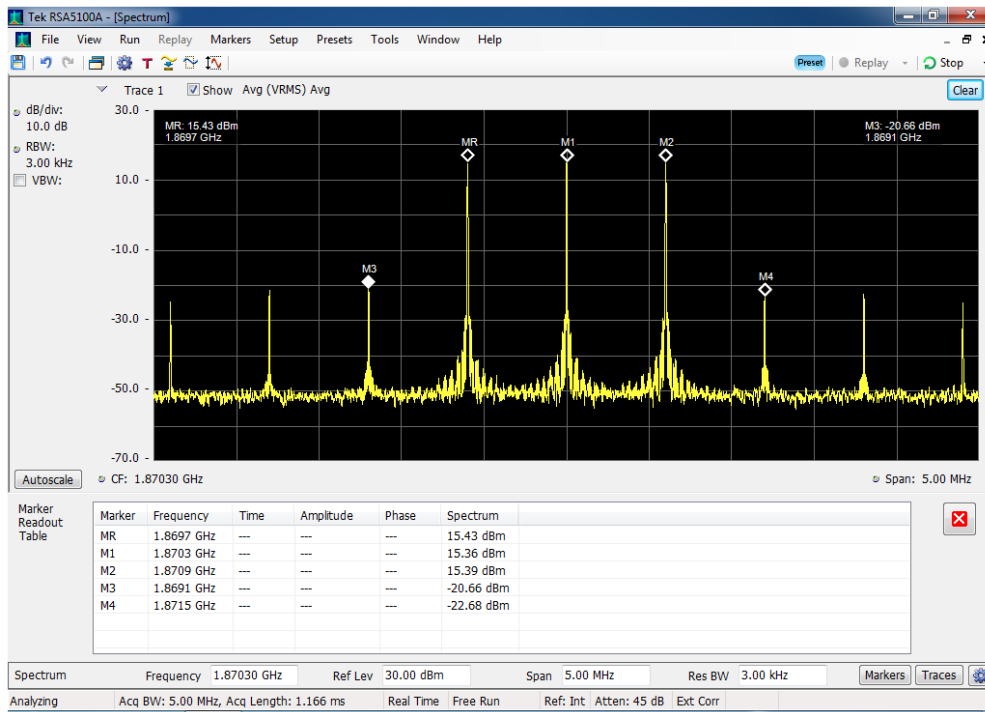 Tek RSA5100A - [Spectrum]
File View Run Replay Markers Setup Presets Tools Window Help
T Preset Replay Stop
Trace 1 Show Avg (VRMS) Avg Clear
dB/div:
10.0 dB
RBW:
3.00 kHz
VBW:
30.0 -
10.0 -
-10.0 -
-30.0 -
-50.0 -
-70.0 -
MR: 15.43 dBm
1.8697 GHz
M3: -20.66 dBm
1.8691 GHz
MR M1 M2
M3 M4
Autoscale CF: 1.87030 GHz Span: 5.00 MHz
Marker
Readout
Table
Marker Frequency Time Amplitude Phase Spectrum
MR 1.8697 GHz --- --- --- 15.43 dBm
M1 1.8703 GHz --- --- --- 15.36 dBm
M2 1.8709 GHz --- --- --- 15.39 dBm
M3 1.8691 GHz --- --- --- -20.66 dBm
M4 1.8715 GHz --- --- --- -22.68 dBm
Spectrum Frequency 1.87030 GHz Ref Lev 30.00 dBm Span 5.00 MHz Res BW 3.00 kHz Markers Traces
Analyzing Acq BW: 5.00 MHz, Acq Length: 1.166 ms Real Time Free Run Ref: Int Atten: 45 dB Ext Corr